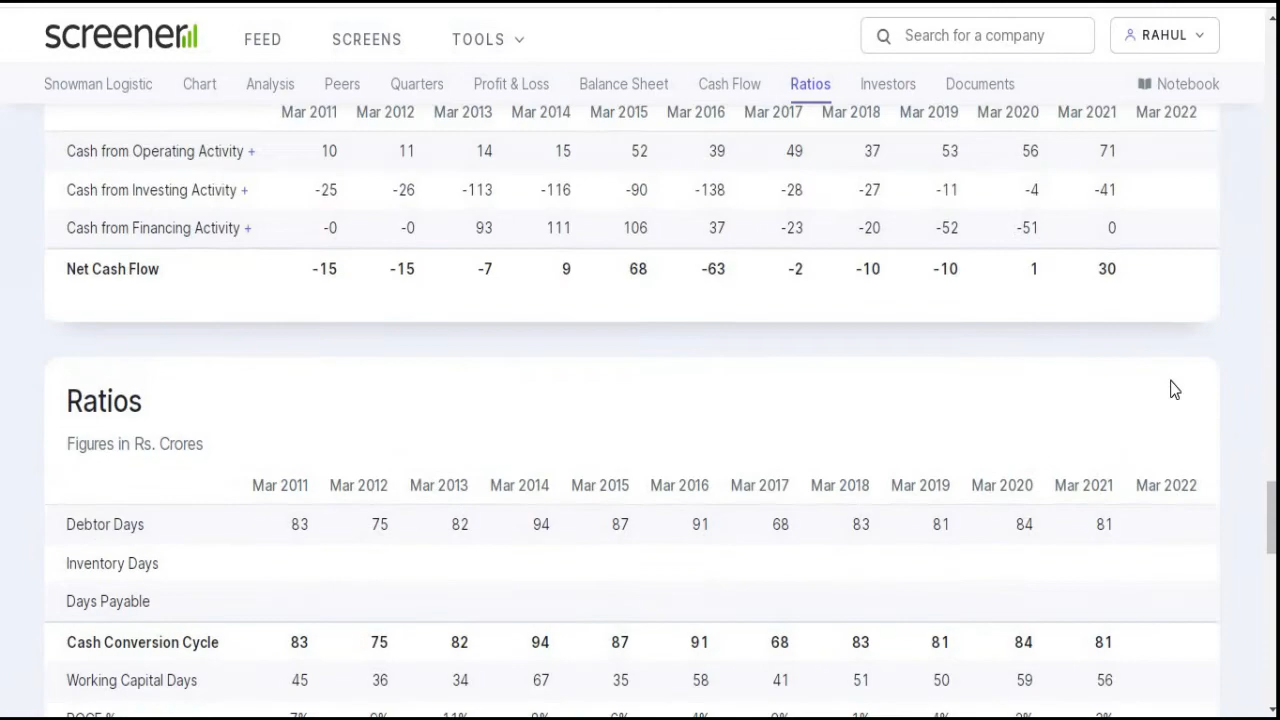 screener FEED SCREENS TOOLS Search for a company RAHUL
Snowman Logistic Chart Analysis Peers Quarters Profit & Loss Balance Sheet Cash Flow Ratios Investors Documents Notebook
Mar 2011 Mar 2012 Mar 2013 Mar 2014 Mar 2015 Mar 2016 Mar 2017 Mar 2018 Mar 2019 Mar 2020 Mar 2021 Mar 2022
Cash from Operating Activity + 10 11 14 15 52 39 49 37 53 56 71
Cash from Investing Activity + -25 -26 -113 -116 -90 -138 -28 -27 -11 -4 -41
Cash from Financing Activity + -0 -0 93 111 106 37 -23 -20 -52 -51 0
Net Cash Flow -15 -15 -7 9 68 -63 -2 -10 -10 1 30
Ratios
Figures in Rs. Crores
Mar 2011 Mar 2012 Mar 2013 Mar 2014 Mar 2015 Mar 2016 Mar 2017 Mar 2018 Mar 2019 Mar 2020 Mar 2021 Mar 2022
Debtor Days 83 75 82 94 87 91 68 83 81 84 81
Inventory Days
Days Payable
Cash Conversion Cycle 83 75 82 94 87 91 68 83 81 84 81
Working Capital Days 45 36 34 67 35 58 41 51 50 59 56